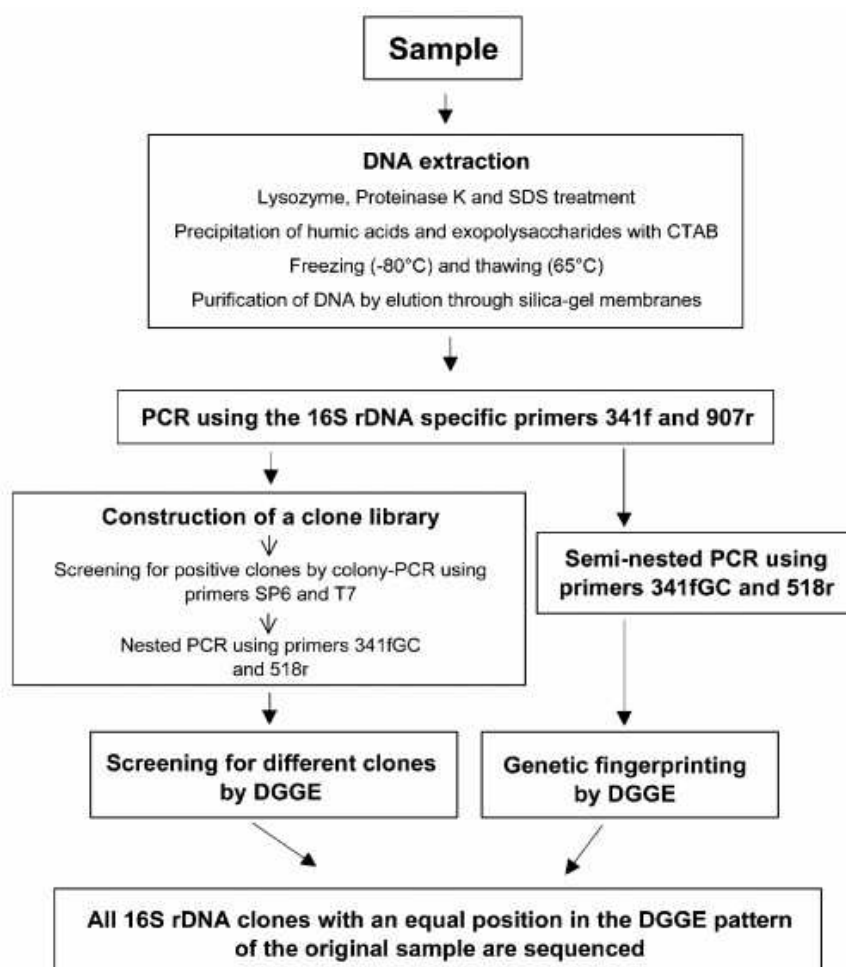 Sample
DNA extraction
Lysozyme, Proteinase K and SDS treatment
Precipitation of humic acids and exopolysaccharides with CTAB
Freezing (-80°C) and thawing (65°C)
Purification of DNA by elution through silica-gel membranes
PCR using the 16S rDNA specific primers 341f and 907r
Construction of a clone library
Screening for positive clones by colony-PCR using
primers SP6 and T7
Nested PCR using primers 341fGC
and 518r
Semi-nested PCR using
primers 341fGC and 518r
Screening for different clones
by DGGE
Genetic fingerprinting
by DGGE
All 16S rDNA clones with an equal position in the DGGE pattern
of the original sample are sequenced